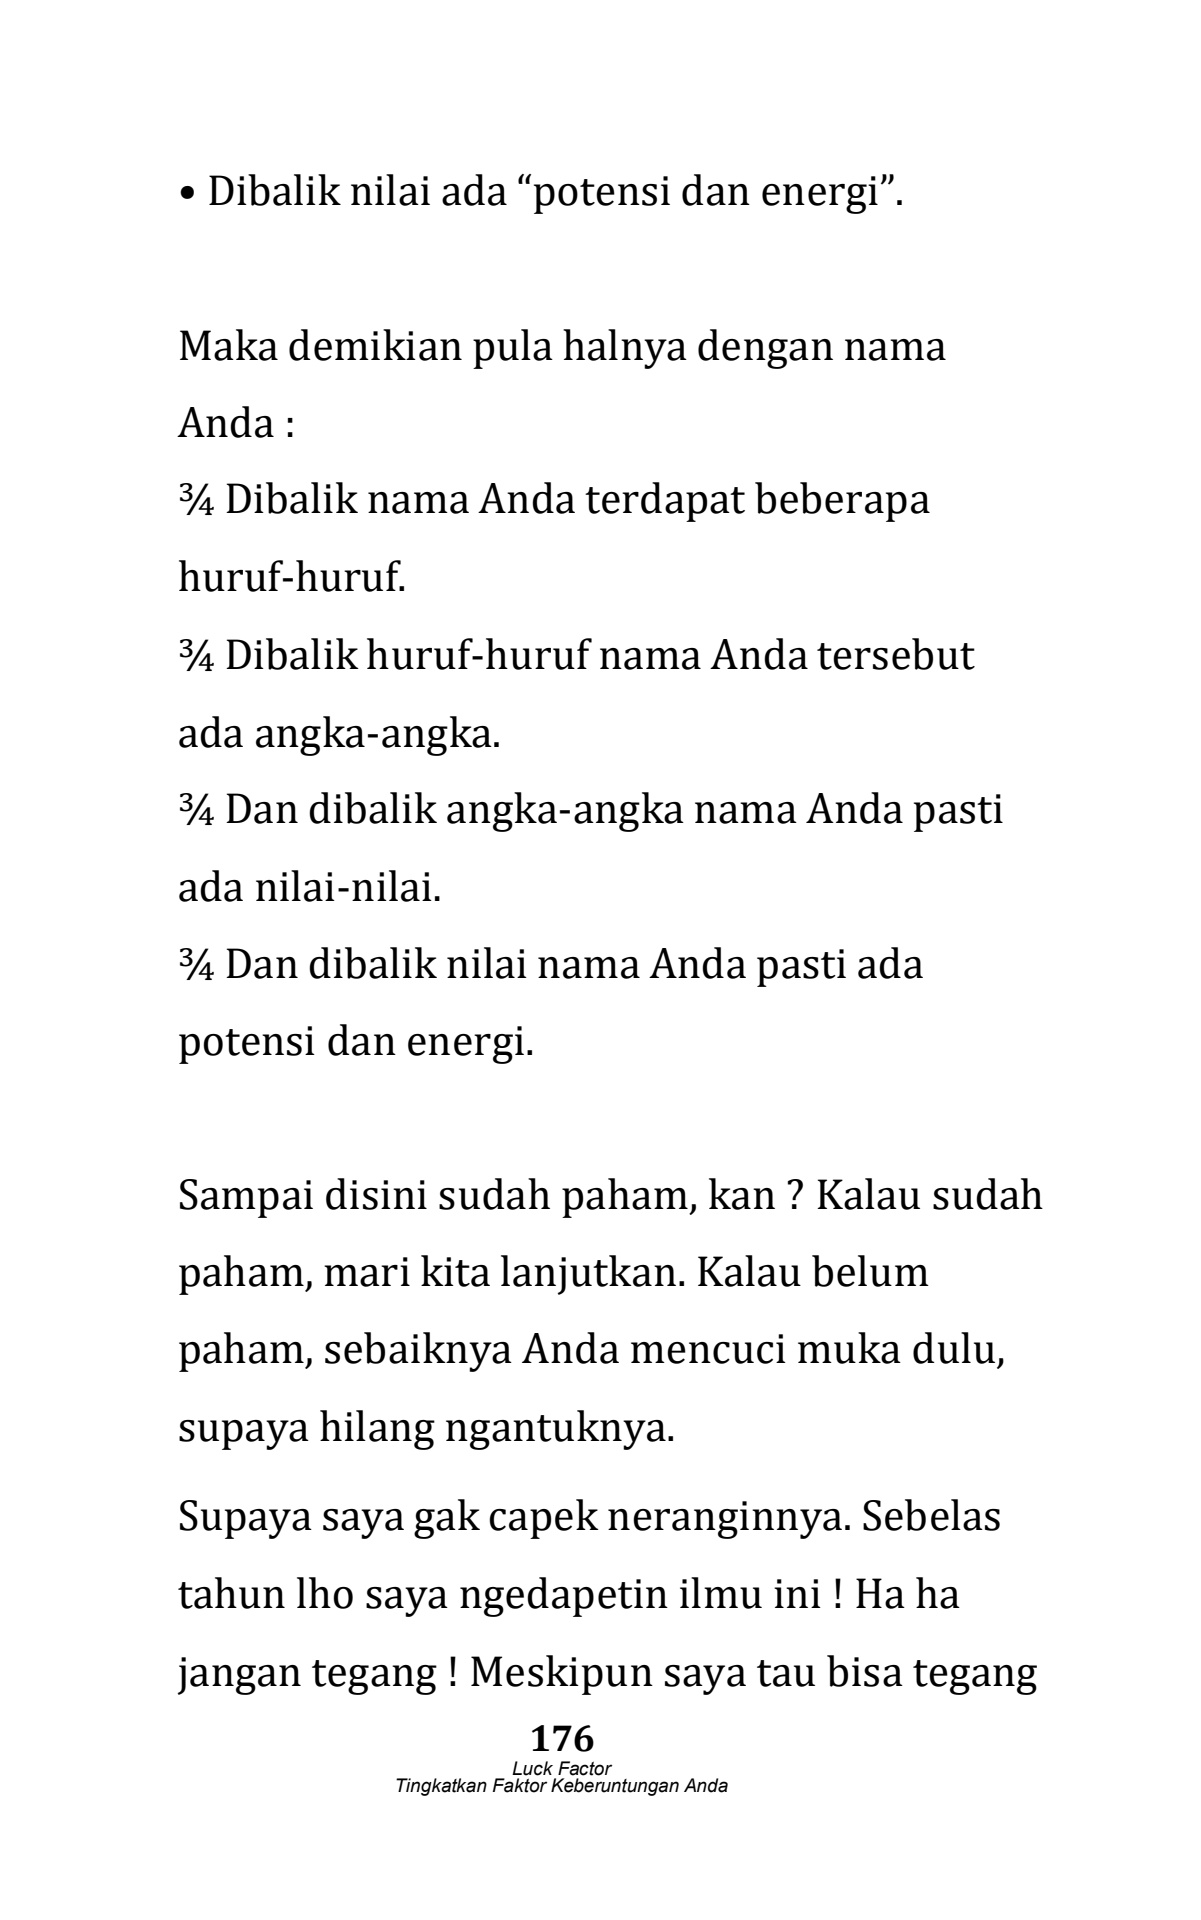 • Dibalik nilai ada “potensi dan energi”.
Maka demikian pula halnya dengan nama
Anda :
¾ Dibalik nama Anda terdapat beberapa
huruf-huruf.
¾ Dibalik huruf-huruf nama Anda tersebut
ada angka-angka.
¾ Dan dibalik angka-angka nama Anda pasti
ada nilai-nilai.
¾ Dan dibalik nilai nama Anda pasti ada
potensi dan energi.
Sampai disini sudah paham, kan ? Kalau sudah
paham, mari kita lanjutkan. Kalau belum
paham, sebaiknya Anda mencuci muka dulu,
supaya hilang ngantuknya.
Supaya saya gak capek neranginnya. Sebelas
tahun lho saya ngedapetin ilmu ini ! Ha ha
jangan tegang ! Meskipun saya tau bisa tegang
176
Luck Factor
Tingkatkan Faktor Keberuntungan Anda